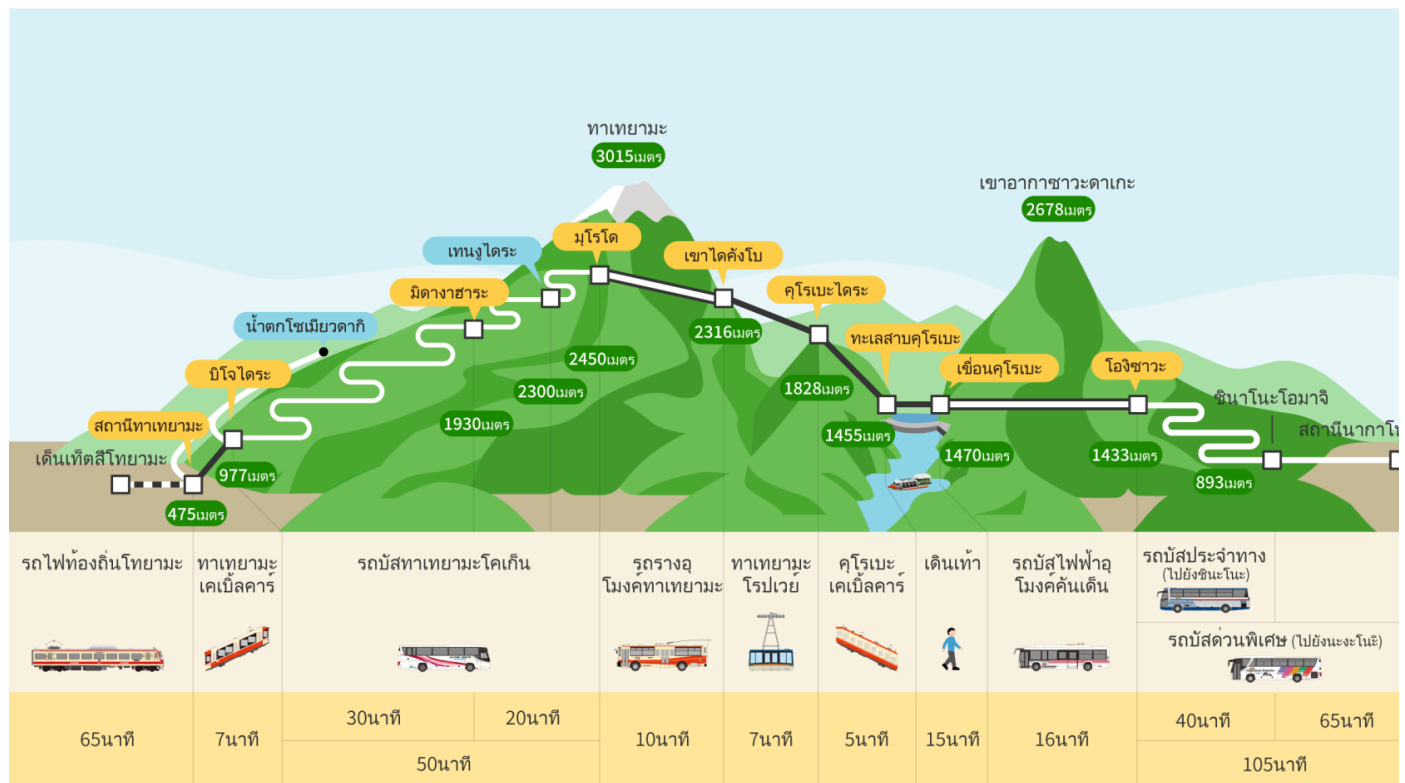 ทาเทยามะ
3015เมตร
เขาอากาซาวะดาเกะ
2678เมตร
มุโรโด
เทนงูไดระ
เขาไดคังโบ
มิดางาฮาระ
คุโรเบะไดระ
น้ำตกโชเมียวดากิ
2316เมตร
ทะเลสาบคุโรเบะ
2450เมตร
บิโจไดระ
เขื่อนคุโรเบะ
โองิซาวะ
2300เมตร
1828เมตร
ชินาโนะโอมาจิ
สถานีทาเทยามะ
1930เมตร
สถานีนากาโน
1455เมตร
เด็นเท็ตสึโทยามะ
1470เมตร
1433เมตร
977เมตร
893เมตร
475เมตร
รถไฟท้องถิ่นโทยามะ
ทาเทยามะ
เคเบิ้ลคาร์
รถบัสทาเทยามะโคเก็น
รถรางอุ
โมงค์ทาเทยามะ
ทาเทยามะ
โรปเวย์
คุโรเบะ
เคเบิ้ลคาร์
เดินเท้า
รถบัสไฟฟ้าอุ
โมงค์คันเด็น
รถบัสประจำทาง
(ไปยังชินะโนะ)
รถบัสด่วนพิเศษ (ไปยังนะงะโนะ)
65นาที
7นาที
30นาที
20นาที
50นาที
10นาที
7นาที
5นาที
15นาที
16นาที
40นาที
65นาที
105นาที